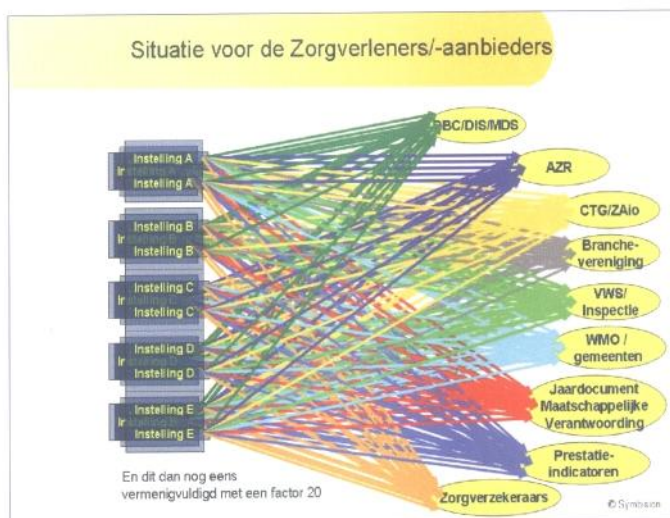 Situatie voor de Zorgverleners/-aanbieders
DBC/DIS/MDS
Instelling A
Instelling A
AZR
CTG/ZAio
Instelling B
Instelling B
Branche-
vereniging
Instelling C
Instelling C
VWS/
Inspectie
Instelling D
Instelling D
WMO /
gemeenten
Instelling E
Instelling E
Jaardocument
Maatschappelijke
Verantwoording
Prestatie-
indicatoren
Zorgverzekeraars
En dit dan nog eens
vermenigvuldigd met een factor 20
© Symbision